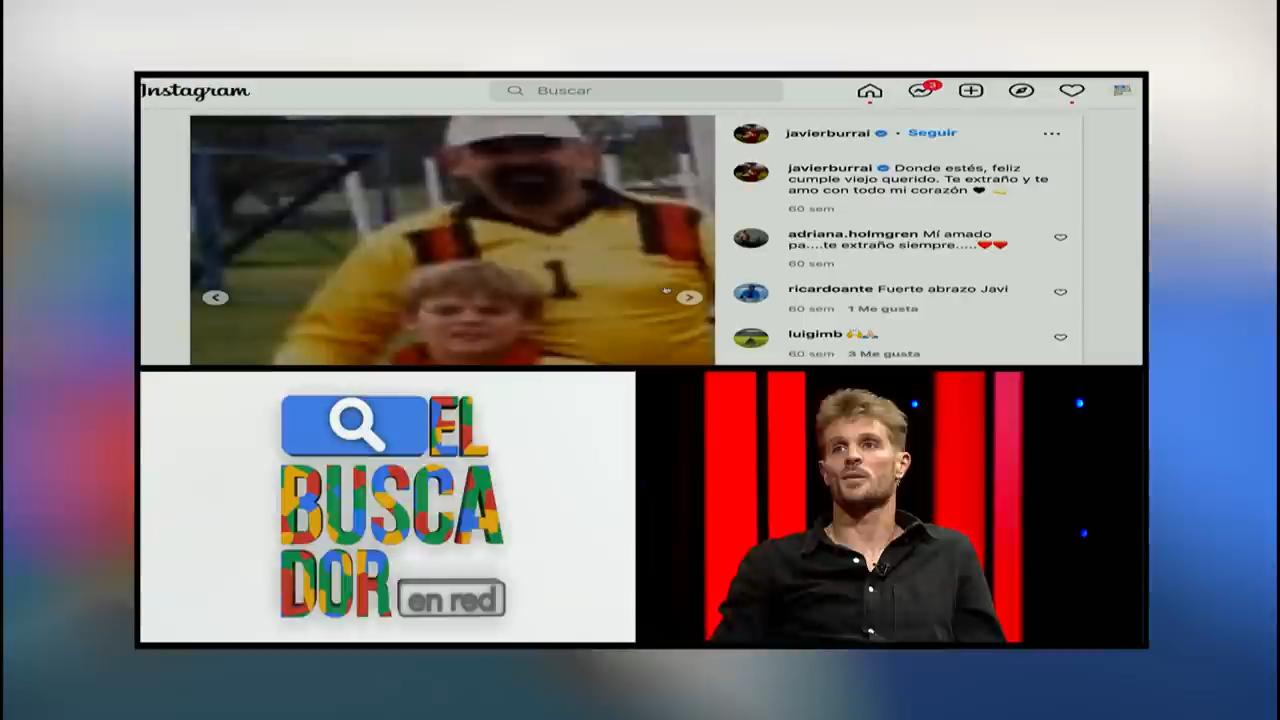 Instagram
Buscar
3
javierburrai • Seguir
javierburrai Donde estés, feliz
cumple viejo querido. Te extraño y te
amo con todo mi corazón
60 sem
adriana.holmgren Mí amado
pa....te extraño siempre.....
60 sem
ricardoante Fuerte abrazo Javi
60 sem 1 Me gusta
luigimb
60 sem 3 Me gusta
1
EL
BUSCA
DOR en red